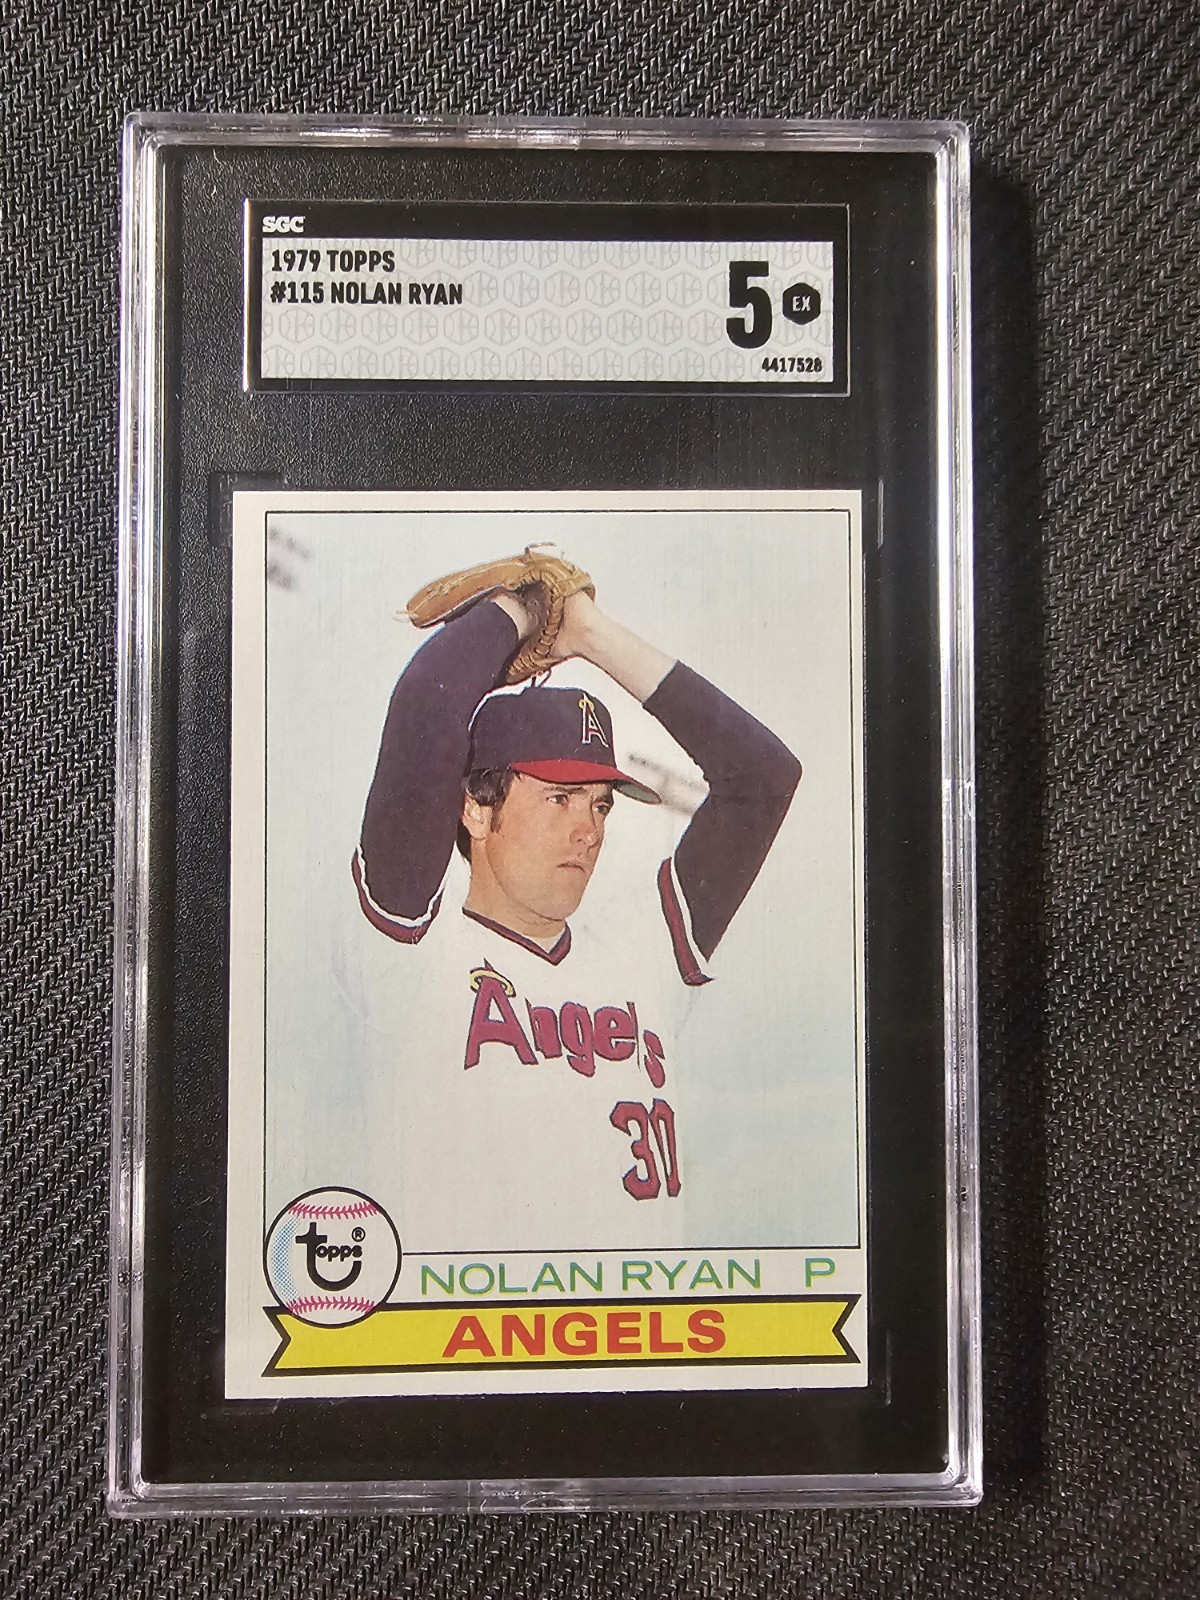 SGC
1979 TOPPS
#115 NOLAN RYAN
5 EX
4417528
A
Angels
30
topps®
NOLAN RYAN P
ANGELS